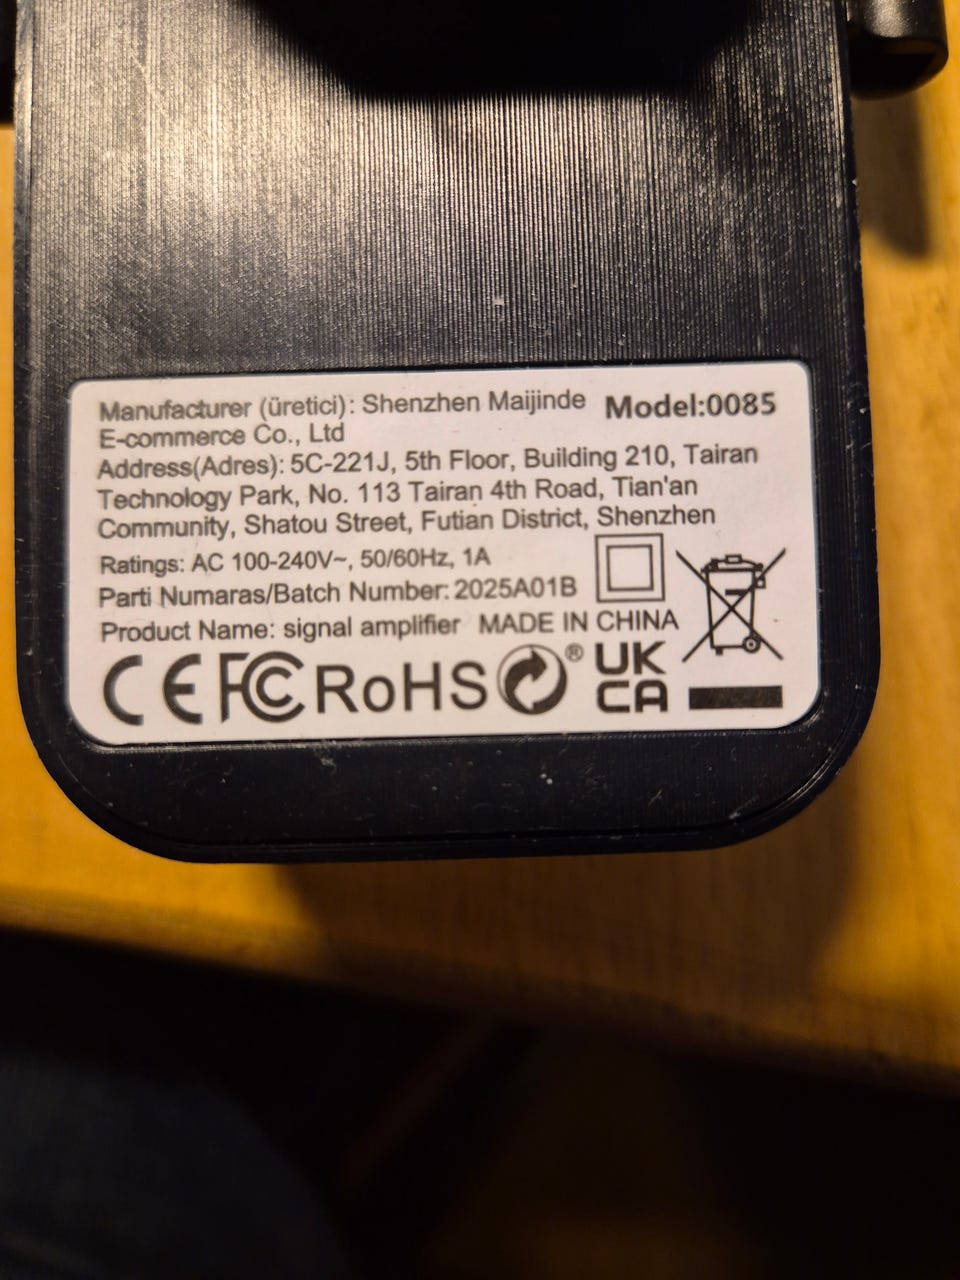 Manufacturer (üretici): Shenzhen Maijinde Model:0085
E-commerce Co., Ltd
Address(Adres): 5C-221J, 5th Floor, Building 210, Tairan
Technology Park, No. 113 Tairan 4th Road, Tian'an
Community, Shatou Street, Futian District, Shenzhen
Ratings: AC 100-240V~, 50/60Hz, 1A
Parti Numaras/Batch Number: 2025A01B
Product Name: signal amplifier MADE IN CHINA
CE FC RoHS ® UK
CA